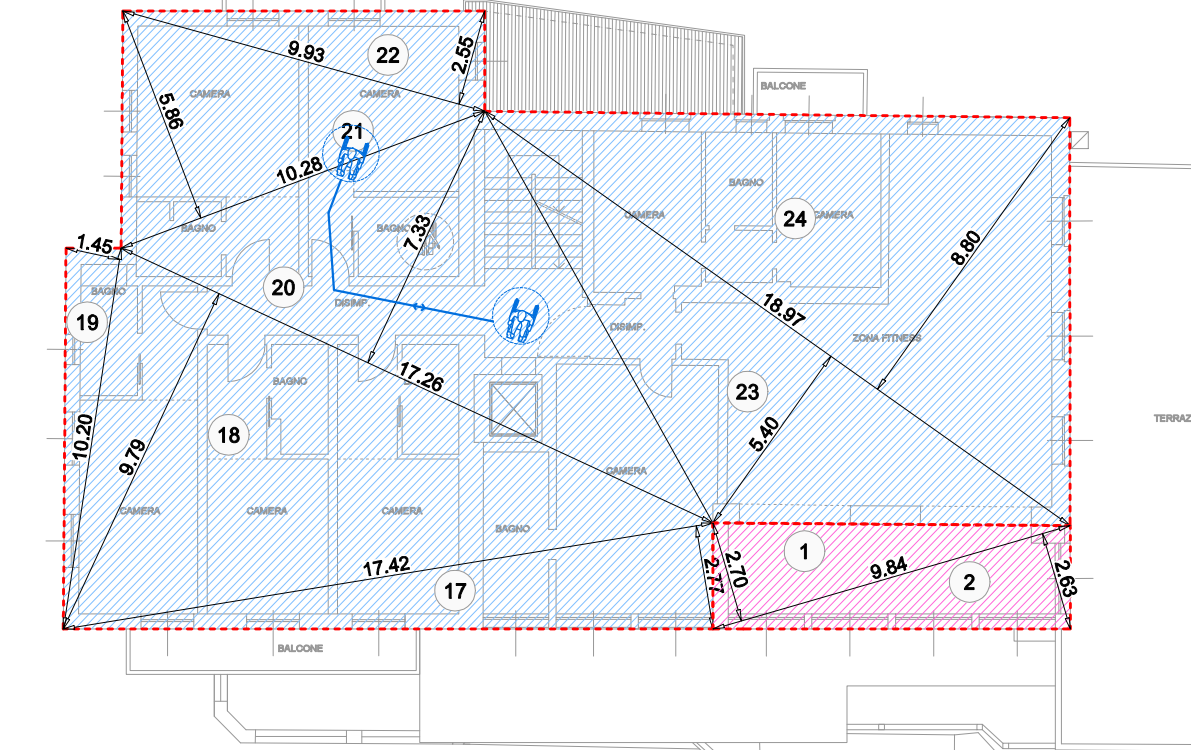 9.93
22
2.55
CAMERA
CAMERA
BALCONE
5.86
21
10.28
BAGNO
BAGNO
7.33
CAMERA
BAGNO
24
CAMERA
1.45
8.80
BAGNO
20
19
DISIMP.
DISIMP.
18.97
ZONA FITNESS
17.26
BAGNO
23
TERRAZ
10.20
9.79
18
5.40
CAMERA
CAMERA
CAMERA
CAMERA
BAGNO
17.42
17
2.77
2.70
1
9.84
2
2.63
BALCONE